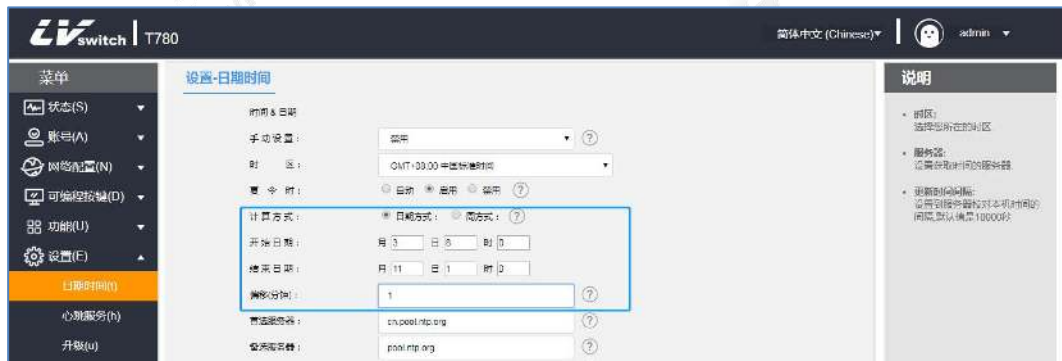 LVswitch T780 简体中文 (Chinese) admin
菜单
状态(S)
账号(A)
网络配置(N)
可编程按键(D)
功能(U)
设置(E)
日期时间(t)
心跳服务(h)
升级(u)
设置-日期时间
时间 & 日期
手动设置: 禁用 ?
时 区: GMT+08:00 中国标准时间
夏令时: 自动 启用 禁用 ?
计算方式: 日期方式: 周方式: ?
开始日期: 月 3 日 8 时 0
结束日期: 月 11 日 1 时 0
偏移(分钟): 1 ?
首选服务器: cn.pool.ntp.org ?
备选服务器: pool.ntp.org ?
说明
时区:
选择您所在的时区
服务器:
设置获取时间的服务器
更新时间间隔:
设置到服务器校对本机时间的
间隔,默认值是10000秒